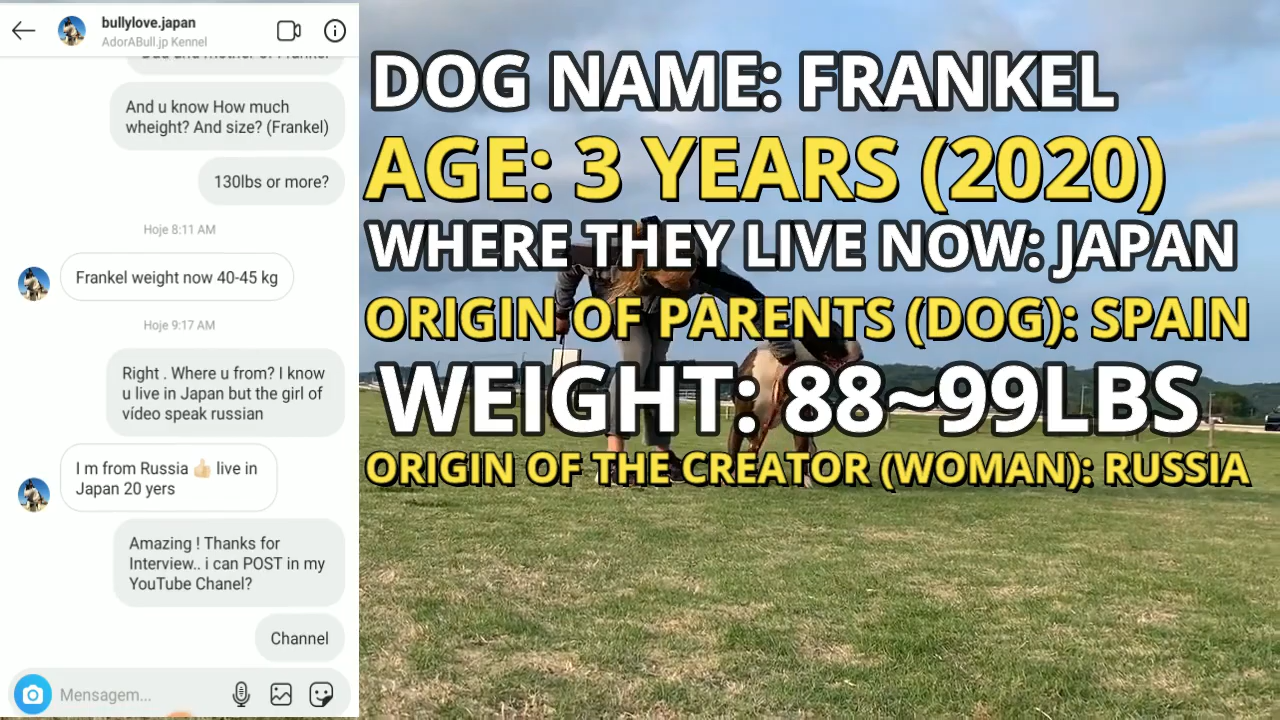 bullylove.japan
AdorABull.jp Kennel
And u know How much
wheight? And size? (Frankel)
130lbs or more?
Hoje 8:11 AM
Frankel weight now 40-45 kg
Hoje 9:17 AM
Right . Where u from? I know
u live in Japan but the girl of
vídeo speak russian
I m from Russia 👍🏻 live in
Japan 20 yers
Amazing ! Thanks for
Interview.. i can POST in my
YouTube Chanel?
Channel
Mensagem...
DOG NAME: FRANKEL
AGE: 3 YEARS (2020)
WHERE THEY LIVE NOW: JAPAN
ORIGIN OF PARENTS (DOG): SPAIN
WEIGHT: 88~99LBS
ORIGIN OF THE CREATOR (WOMAN): RUSSIA